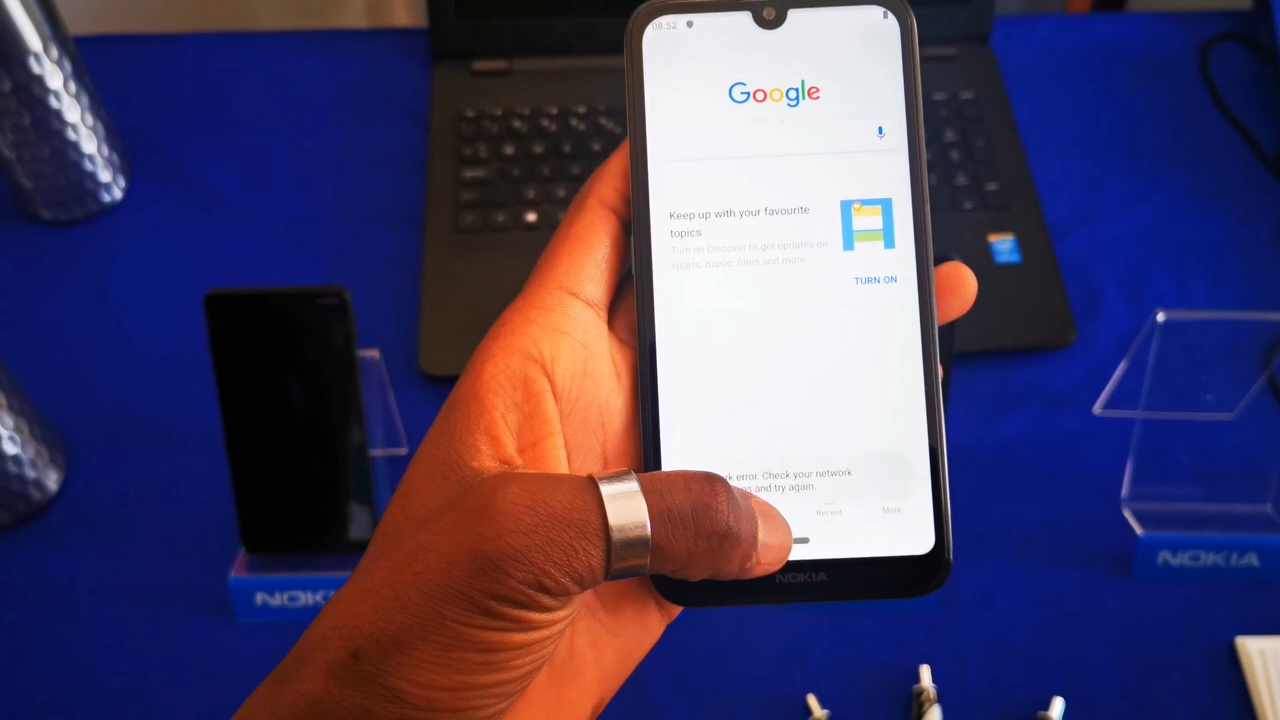 08:52
Google
Keep up with your favourite
topics
Turn on Discover to get updates on
sports, music, films and more
TURN ON
error. Check your network
and try again.
Recent
More
NOKIA
NOKIA